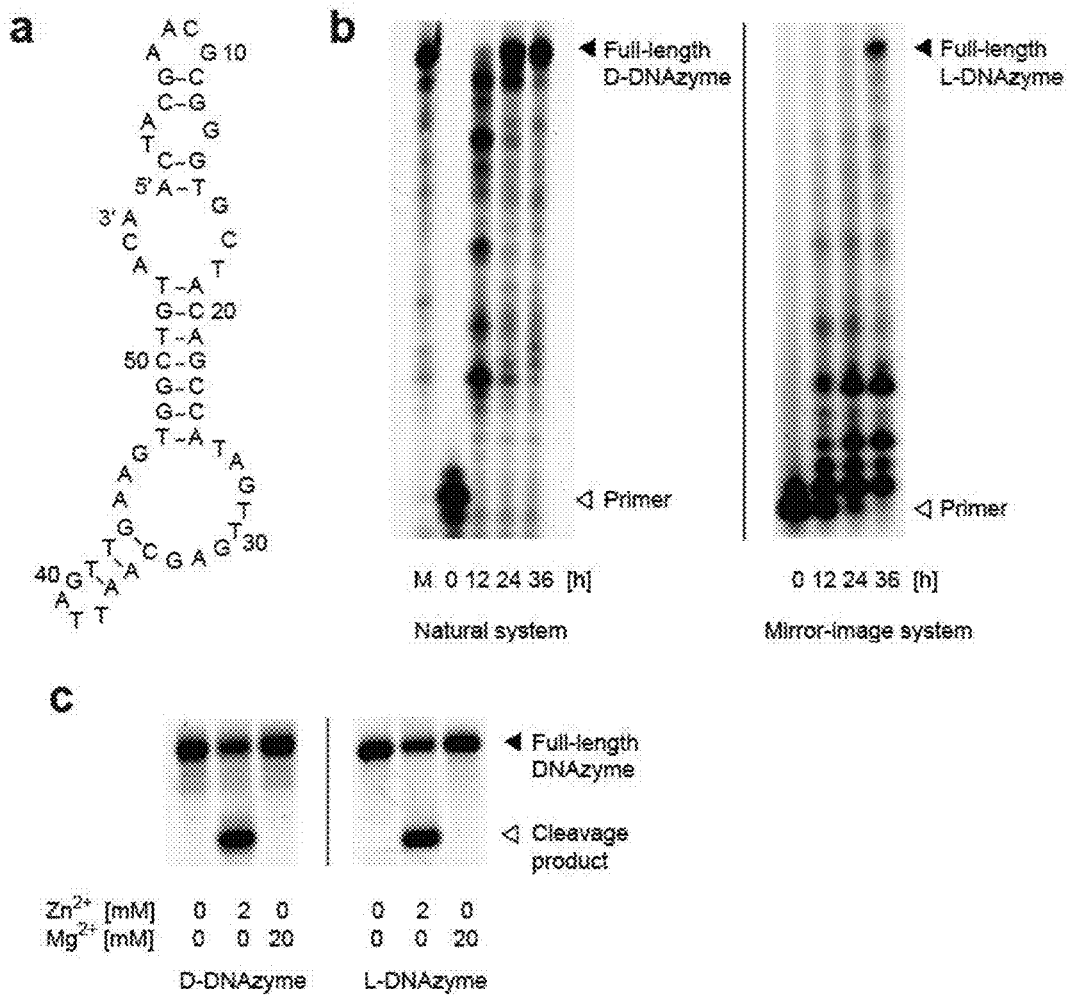 a
A C
A G 10
G-C
C-G
A G
T
C-G
5' A-T
3' A G
C C
A T
T-A
G-C 20
T-A
50 C-G
G-C
G-C
T-A T
G A
A G
A T
G C T 30
T A G A G
T A
40 G T
A T T
b
Full-length
D-DNAzyme
Primer
M 0 12 24 36 [h]
Natural system
Full-length
L-DNAzyme
Primer
0 12 24 36 [h]
Mirror-image system
c
Full-length
DNAzyme
Cleavage
product
Zn2+ [mM] 0 2 0 0 2 0
Mg2+ [mM] 0 0 20 0 0 20
D-DNAzyme L-DNAzyme